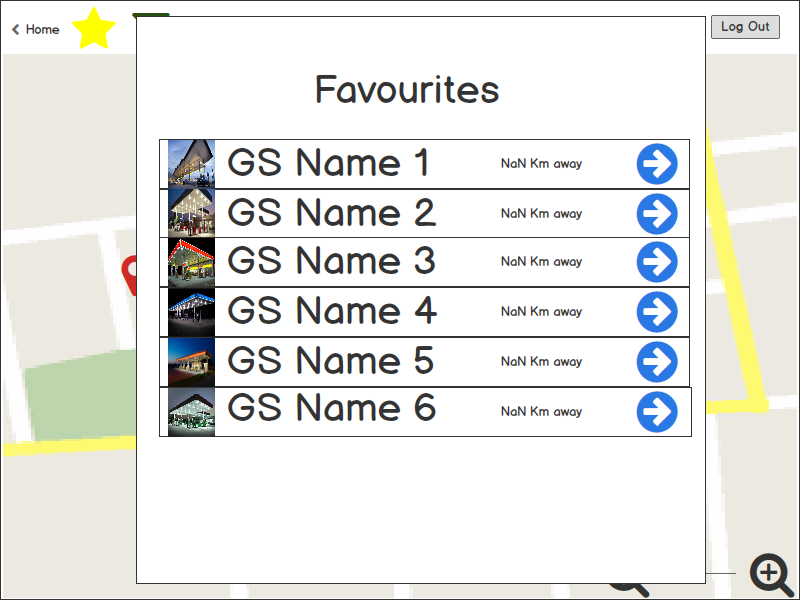 Home
Log Out
Favourites
GS Name 1 NaN Km away
GS Name 2 NaN Km away
GS Name 3 NaN Km away
GS Name 4 NaN Km away
GS Name 5 NaN Km away
GS Name 6 NaN Km away